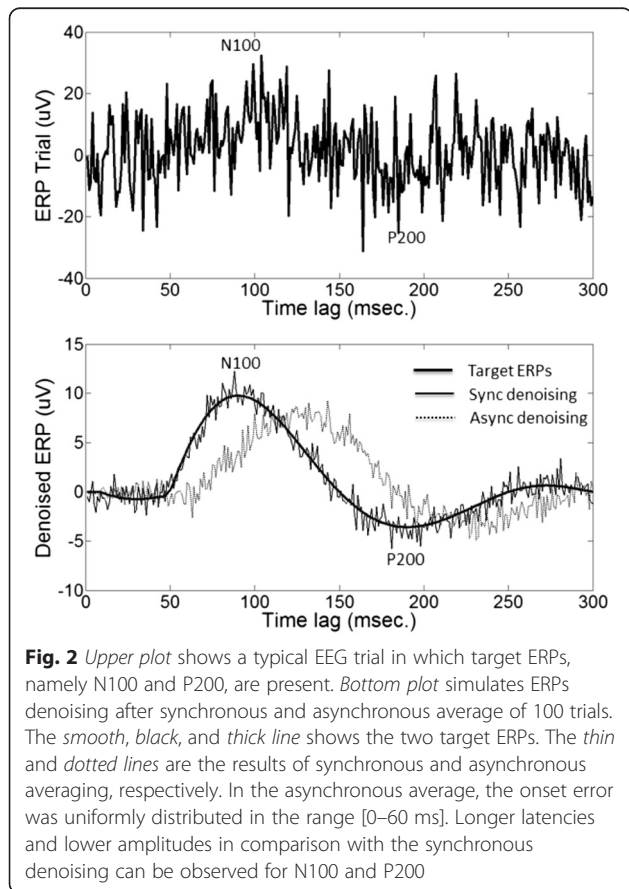 40
N100
20
0
-20
P200
-40
ERP Trial (uV)
0 50 100 150 200 250 300
Time lag (msec.)
15
N100
Target ERPs
10
Sync denoising
Async denoising
5
0
-5
P200
-10
Denoised ERP (uV)
0 50 100 150 200 250 300
Time lag (msec.)
Fig. 2 Upper plot shows a typical EEG trial in which target ERPs,
namely N100 and P200, are present. Bottom plot simulates ERPs
denoising after synchronous and asynchronous average of 100 trials.
The smooth, black, and thick line shows the two target ERPs. The thin
and dotted lines are the results of synchronous and asynchronous
averaging, respectively. In the asynchronous average, the onset error
was uniformly distributed in the range [0–60 ms]. Longer latencies
and lower amplitudes in comparison with the synchronous
denoising can be observed for N100 and P200